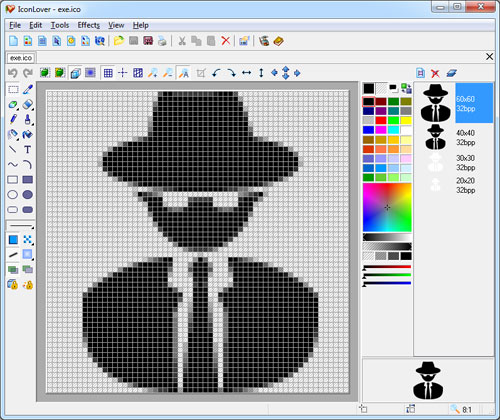 IconLover - exe.ico
File Edit Tools Effects View Help
exe.ico
60x60
32bpp
40x40
32bpp
30x30
32bpp
20x20
32bpp
8:1